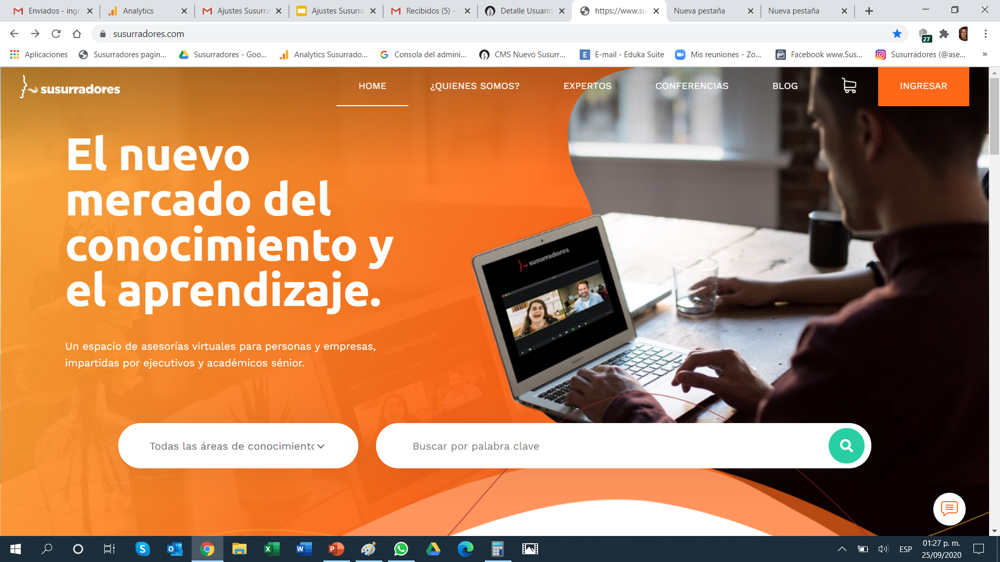 Enviados - ingri
Analytics
Ajustes Susurra
Ajustes Susurra
Recibidos (5) - i
Detalle Usuario
https://www.su
Nueva pestaña
Nueva pestaña
susurradores.com
27
Aplicaciones
Susurradores pagin...
Susurradores - Goo...
Analytics Susurrado...
Consola del admini...
CMS Nuevo Susurr...
E-mail - Eduka Suite
Mis reuniones - Zo...
Facebook www.Sus...
Susurradores (@ase...
»
susurradores
HOME
¿QUIENES SOMOS?
EXPERTOS
CONFERENCIAS
BLOG
INGRESAR
El nuevo
mercado del
conocimiento y
el aprendizaje.
susurradores
Un espacio de asesorías virtuales para personas y empresas,
impartidas por ejecutivos y académicos sénior.
Todas las áreas de conocimiento
Buscar por palabra clave
ESP
01:27 p. m.
25/09/2020